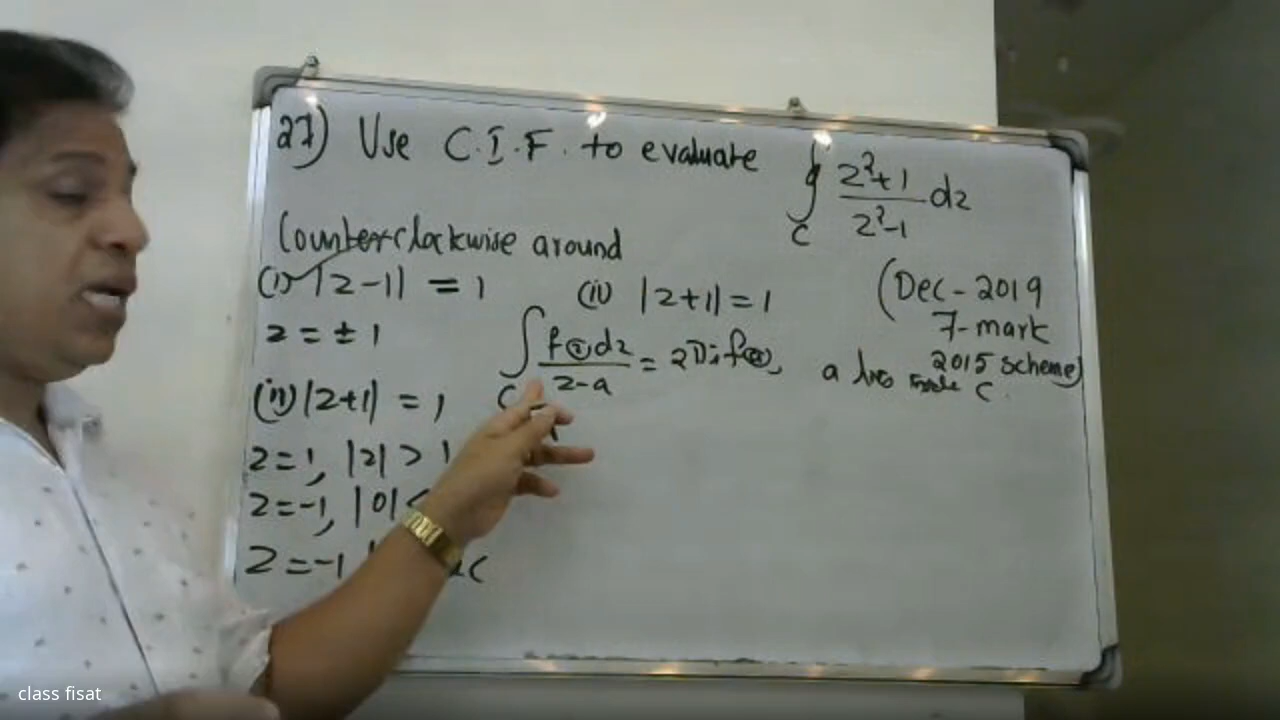 27) Use C.I.F. to evaluate ∮_C (z²+1)/(z²-1) dz
Counterclockwise around
(i) |z-1| = 1
(ii) |z+1| = 1
(Dec-2019
7-mark
2015 scheme)
z = ± 1
∫_C f(z)dz/(z-a) = 2πi f(a), a lies inside C.
(ii) |z+1| = 1
z=1, |2| > 1
z=-1, |0| <
z=-1
class fisat